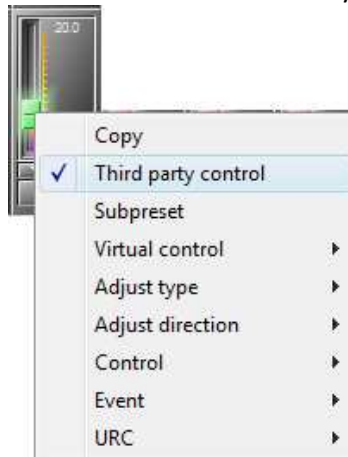 20.0
Copy
Third party control
Subpreset
Virtual control
Adjust type
Adjust direction
Control
Event
URC